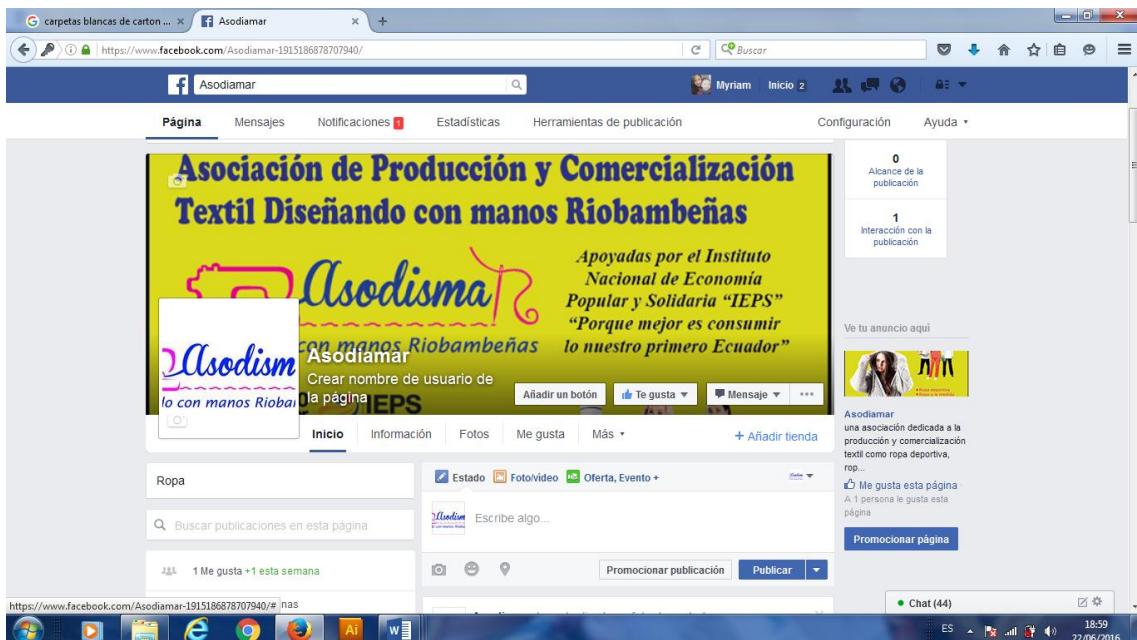 carpetas blancas de carton ...
Asodiamar
https://www.facebook.com/Asodiamar-1915186878707940/
Buscar
Asodiamar
Myriam
Inicio 2
Página
Mensajes
Notificaciones 1
Estadísticas
Herramientas de publicación
Configuración
Ayuda
Asociación de Producción y Comercialización
Textil Diseñando con manos Riobambeñas
Asodisma
con manos Riobambeñas
Apoyadas por el Instituto
Nacional de Economía
Popular y Solidaria “IEPS”
“Porque mejor es consumir
lo nuestro primero Ecuador”
IEPS
Asodism
do con manos Riobai
Asodiamar
Crear nombre de usuario de
la página
Añadir un botón
Te gusta
Mensaje
0
Alcance de la
publicación
1
Interacción con la
publicación
Inicio
Información
Fotos
Me gusta
Más
+ Añadir tienda
Ve tu anuncio aquí
Asodiamar
una asociación dedicada a la
producción y comercialización
textil como ropa deportiva,
rop...
Me gusta esta página
A 1 persona le gusta esta
página
Promocionar página
Ropa
Buscar publicaciones en esta página
1 Me gusta +1 esta semana
Estado
Foto/video
Oferta, Evento +
Escribe algo...
Promocionar publicación
Publicar
https://www.facebook.com/Asodiamar-1915186878707940/#
nas
Chat (44)
Ai
ES
18:59
22/06/2016